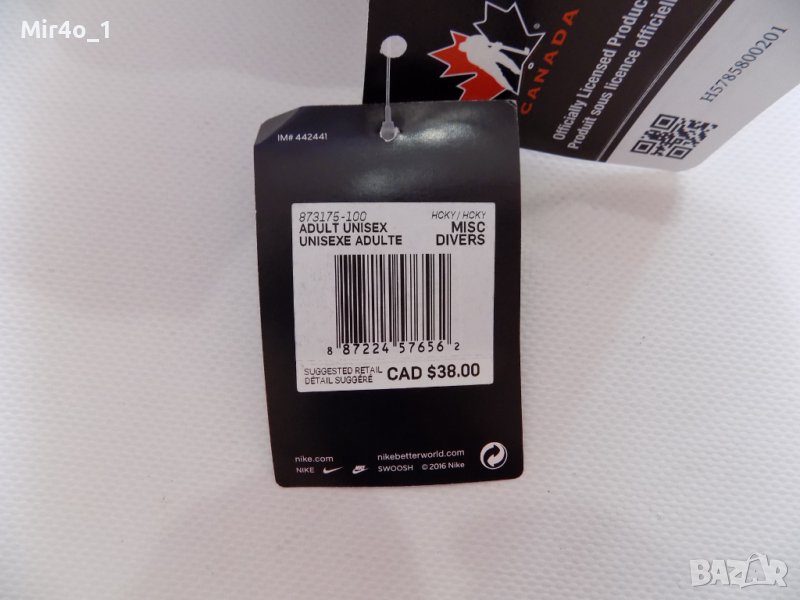 Mir4o_1
CANADA
Officially Licensed Produc
Produit sous licence officielle
H5785800201
IM# 442441
873175-100 HCKY / HCKY
ADULT UNISEX MISC
UNISEXE ADULTE DIVERS
8 87224 57656 2
SUGGESTED RETAIL
DÉTAIL SUGGÉRÉ
CAD $38.00
nike.com nikebetterworld.com
NIKE SWOOSH © 2016 Nike
BAZAR